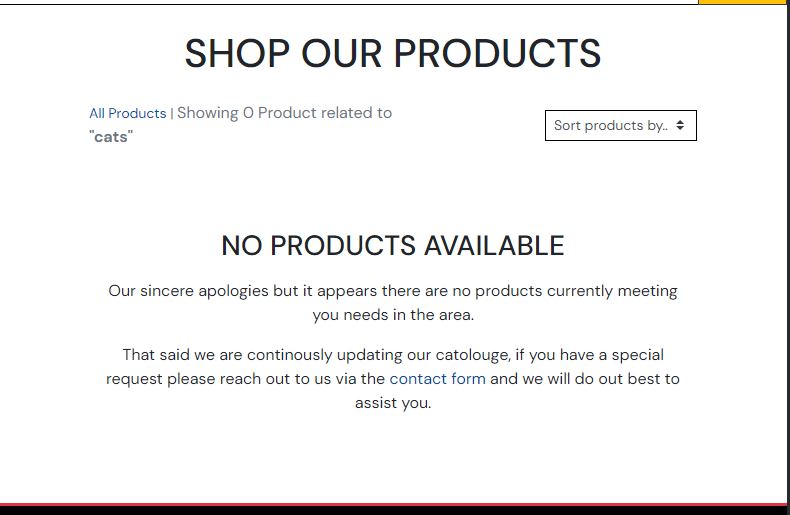 SHOP OUR PRODUCTS
All Products | Showing 0 Product related to
"cats"
Sort products by..
NO PRODUCTS AVAILABLE
Our sincere apologies but it appears there are no products currently meeting
you needs in the area.
That said we are continously updating our catolouge, if you have a special
request please reach out to us via the contact form and we will do out best to
assist you.